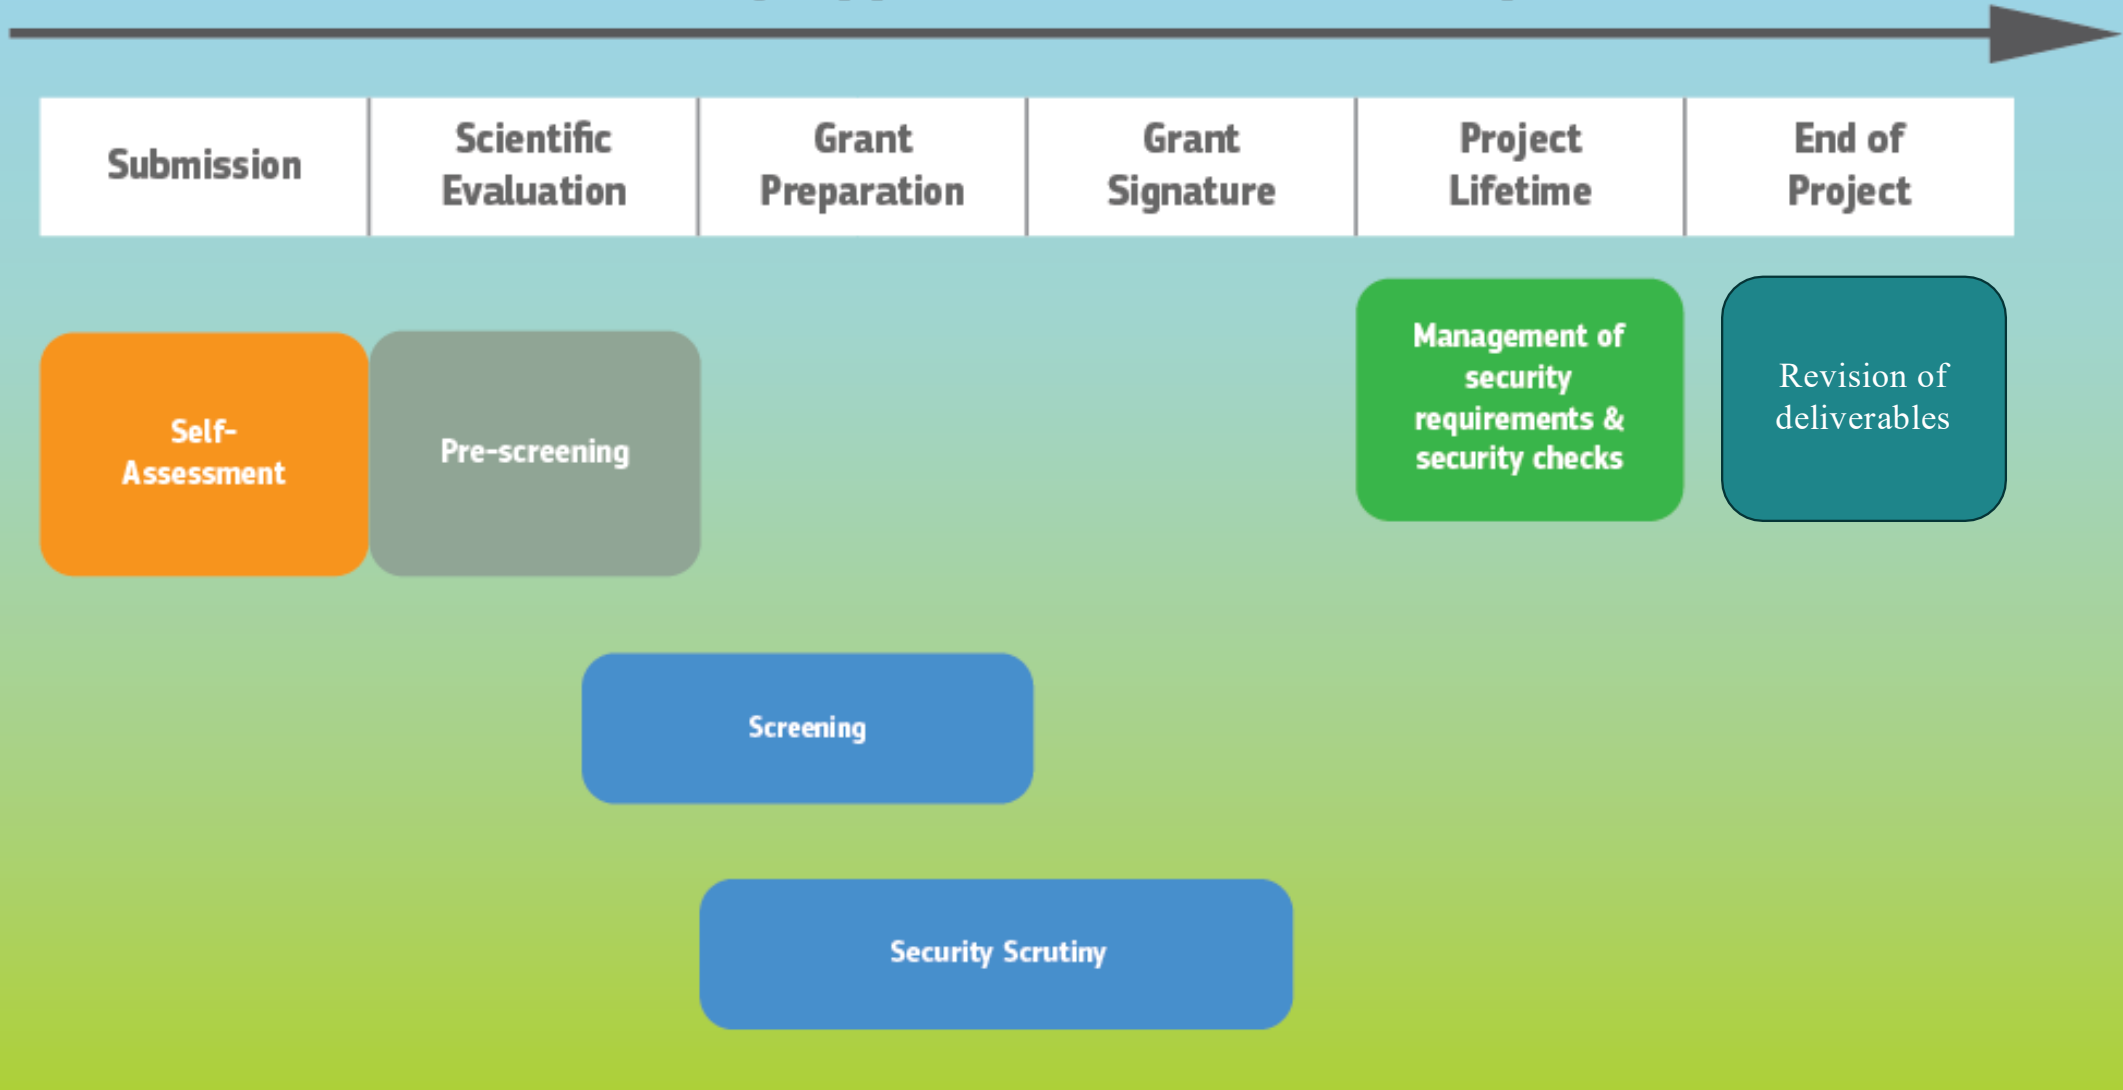 Submission
Scientific
Evaluation
Grant
Preparation
Grant
Signature
Project
Lifetime
End of
Project
Self-
Assessment
Pre-screening
Management of
security
requirements &
security checks
Revision of
deliverables
Screening
Security Scrutiny